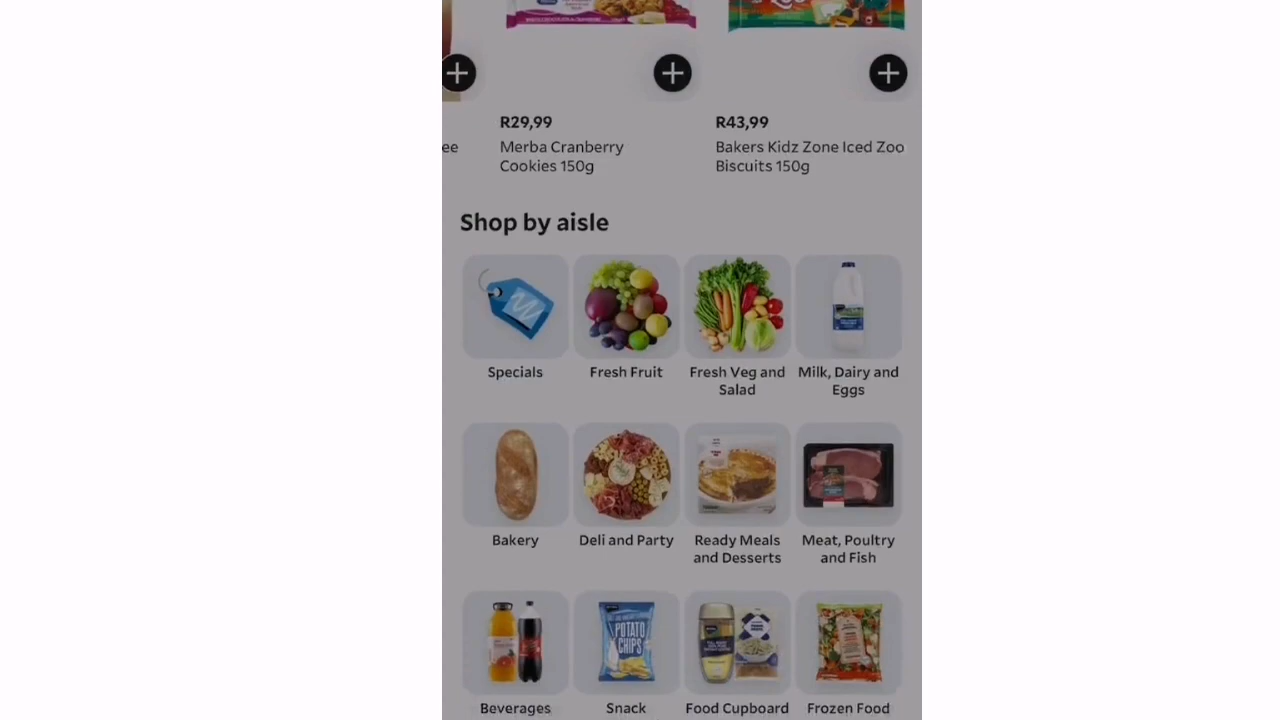 R29,99
R43,99
ee
Merba Cranberry
Cookies 150g
Bakers Kidz Zone Iced Zoo
Biscuits 150g
Shop by aisle
Specials
Fresh Fruit
Fresh Veg and
Salad
Milk, Dairy and
Eggs
Bakery
Deli and Party
Ready Meals
and Desserts
Meat, Poultry
and Fish
POTATO
CHIPS
Beverages
Snack
Food Cupboard
Frozen Food